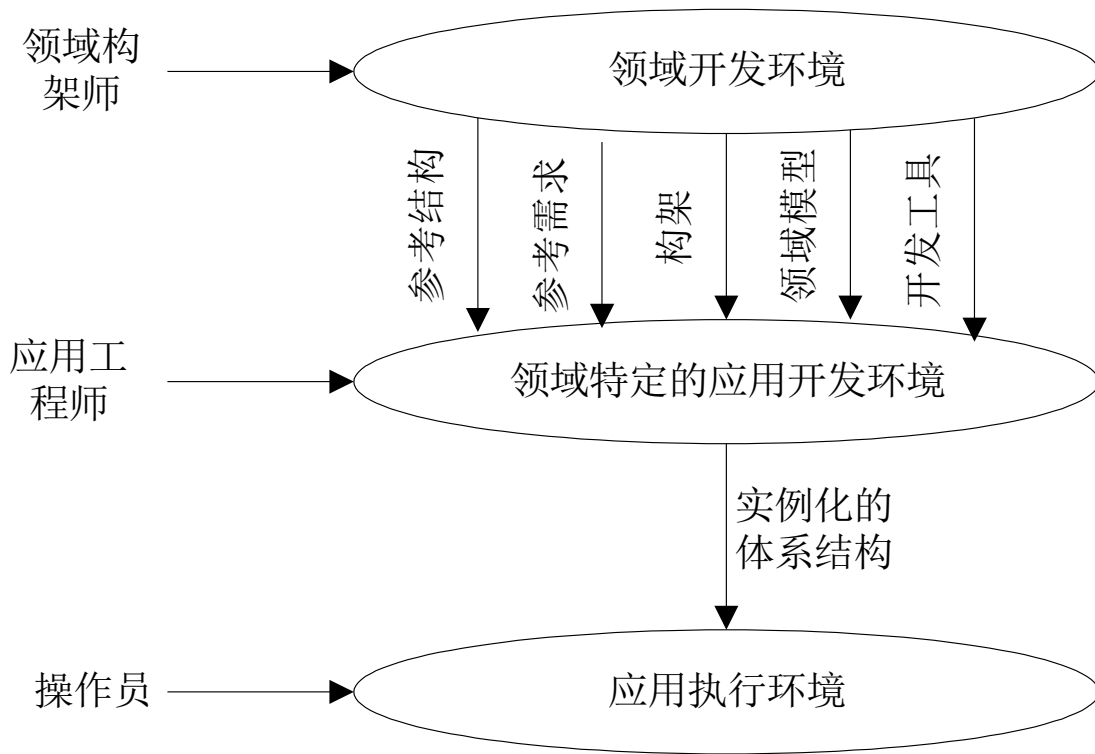 领域构
架师
领域开发环境
参考结构
参考需求
构架
领域模型
开发工具
应用工
程师
领域特定的应用开发环境
实例化的
体系结构
操作员
应用执行环境